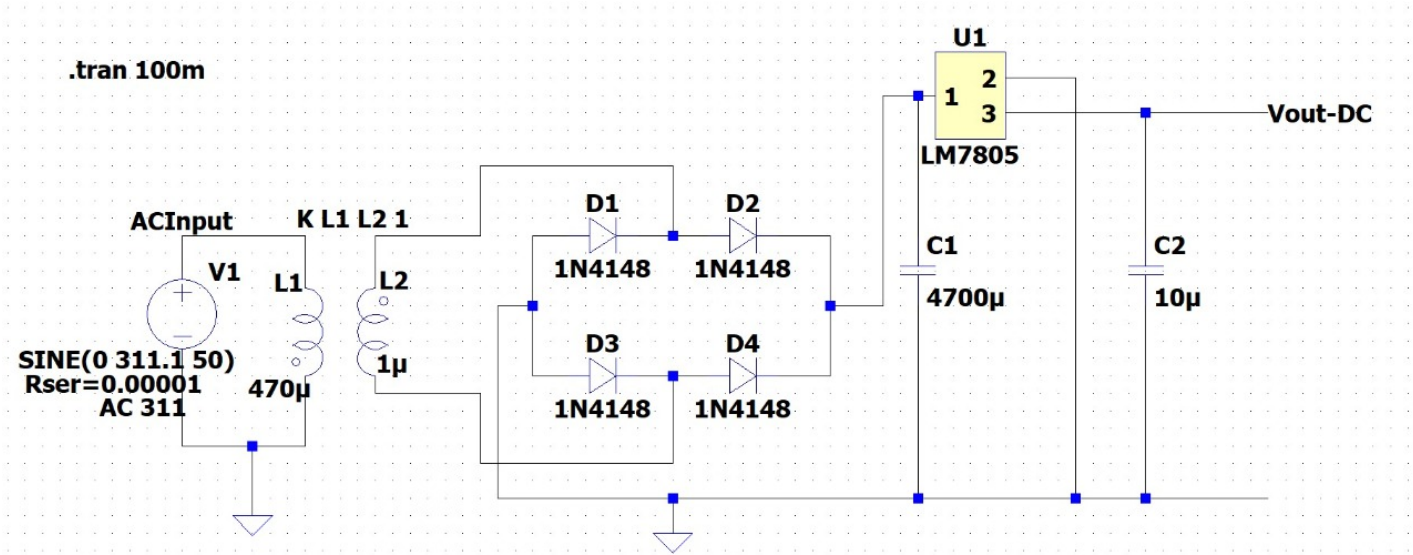 .tran 100m
U1
1
2
3
LM7805
Vout-DC
ACInput
K L1 L2 1
V1
L1
L2
SINE(0 311.1 50)
Rser=0.00001
AC 311
470µ
1µ
D1
1N4148
D2
1N4148
D3
1N4148
D4
1N4148
C1
4700µ
C2
10µ